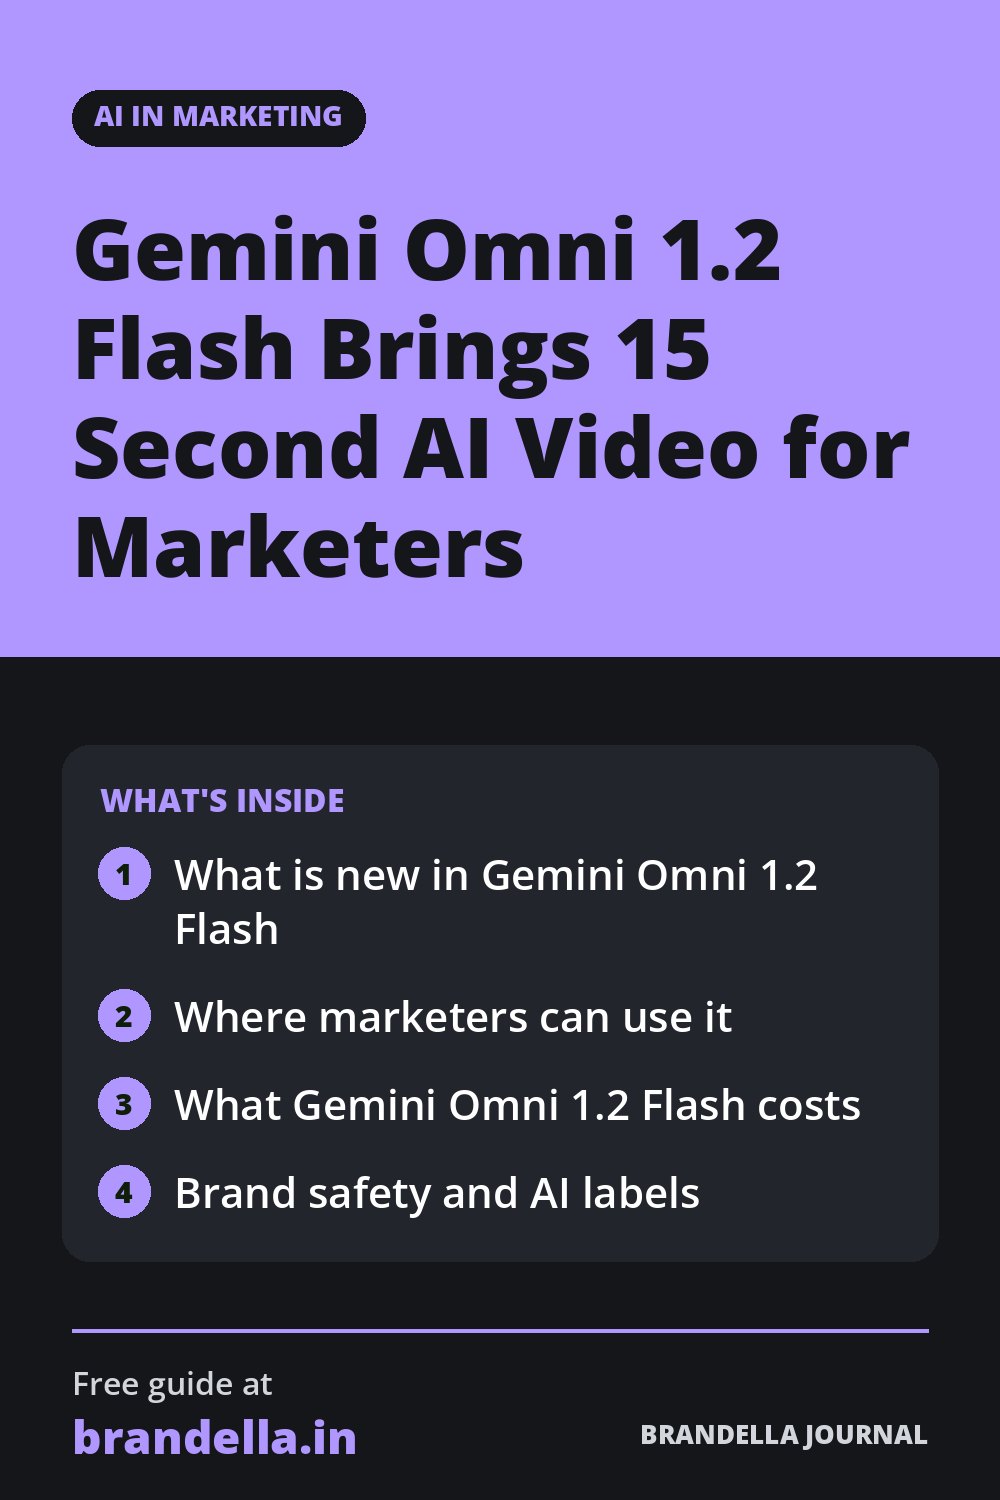 AI IN MARKETING
Gemini Omni 1.2
Flash Brings 15
Second AI Video for
Marketers
WHAT'S INSIDE
1 What is new in Gemini Omni 1.2
Flash
2 Where marketers can use it
3 What Gemini Omni 1.2 Flash costs
4 Brand safety and AI labels
Free guide at
brandella.in
BRANDELLA JOURNAL